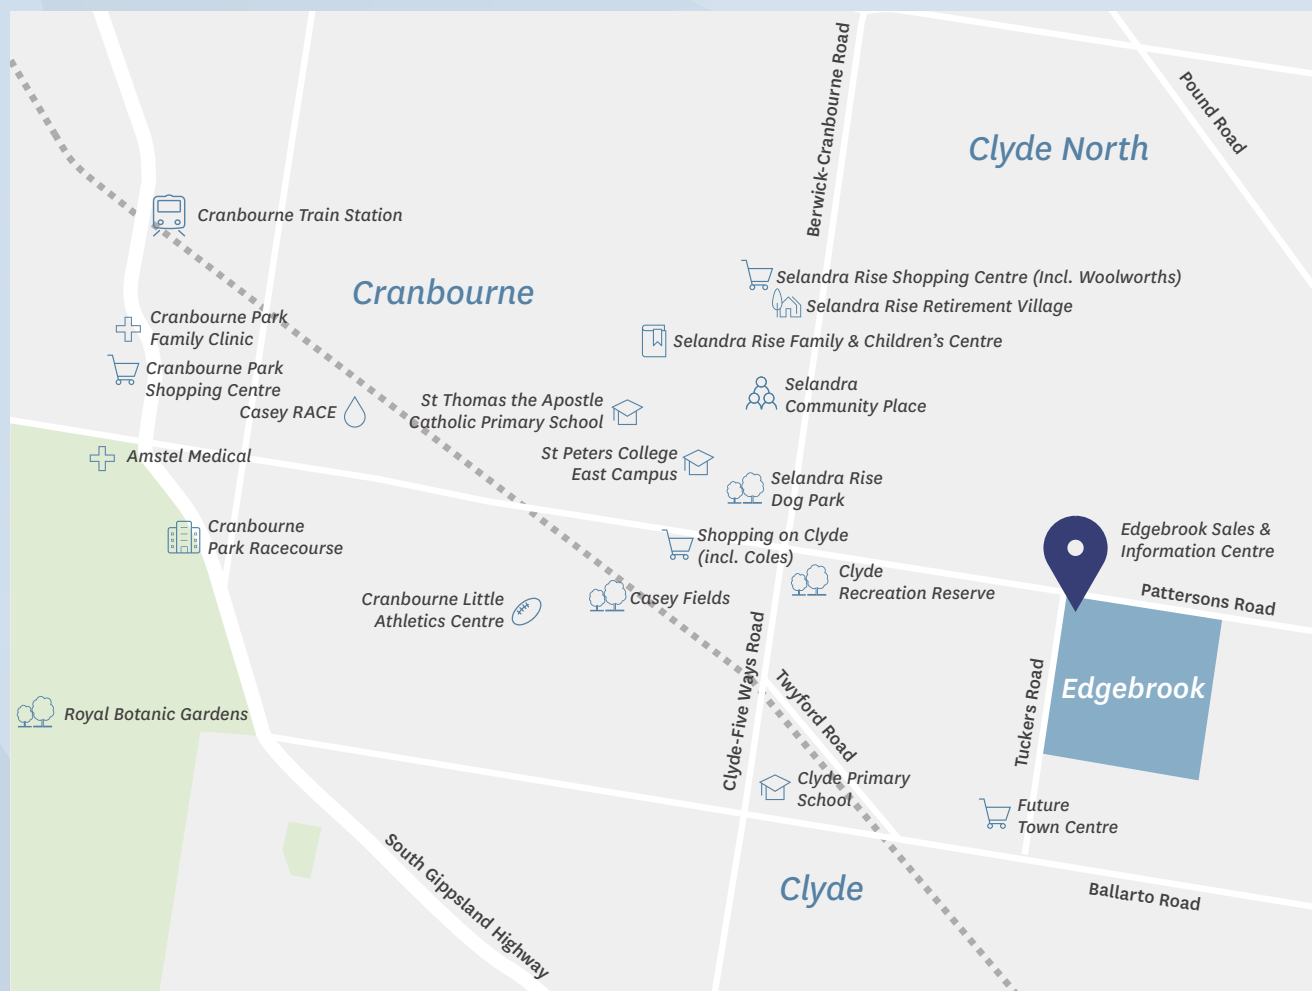 Berwick-Cranbourne Road
Pound Road
Clyde North
Cranbourne Train Station
Cranbourne
Selandra Rise Shopping Centre (Incl. Woolworths)
Selandra Rise Retirement Village
Cranbourne Park
Family Clinic
Selandra Rise Family & Children’s Centre
Cranbourne Park
Shopping Centre
Casey RACE
St Thomas the Apostle
Catholic Primary School
Selandra
Community Place
Amstel Medical
St Peters College
East Campus
Selandra Rise
Dog Park
Cranbourne
Park Racecourse
Shopping on Clyde
(incl. Coles)
Edgebrook Sales &
Information Centre
Clyde
Recreation Reserve
Pattersons Road
Cranbourne Little
Athletics Centre
Casey Fields
Clyde-Five Ways Road
Twyford Road
Tuckers Road
Edgebrook
Royal Botanic Gardens
Clyde Primary
School
Future
Town Centre
South Gippsland Highway
Clyde
Ballarto Road